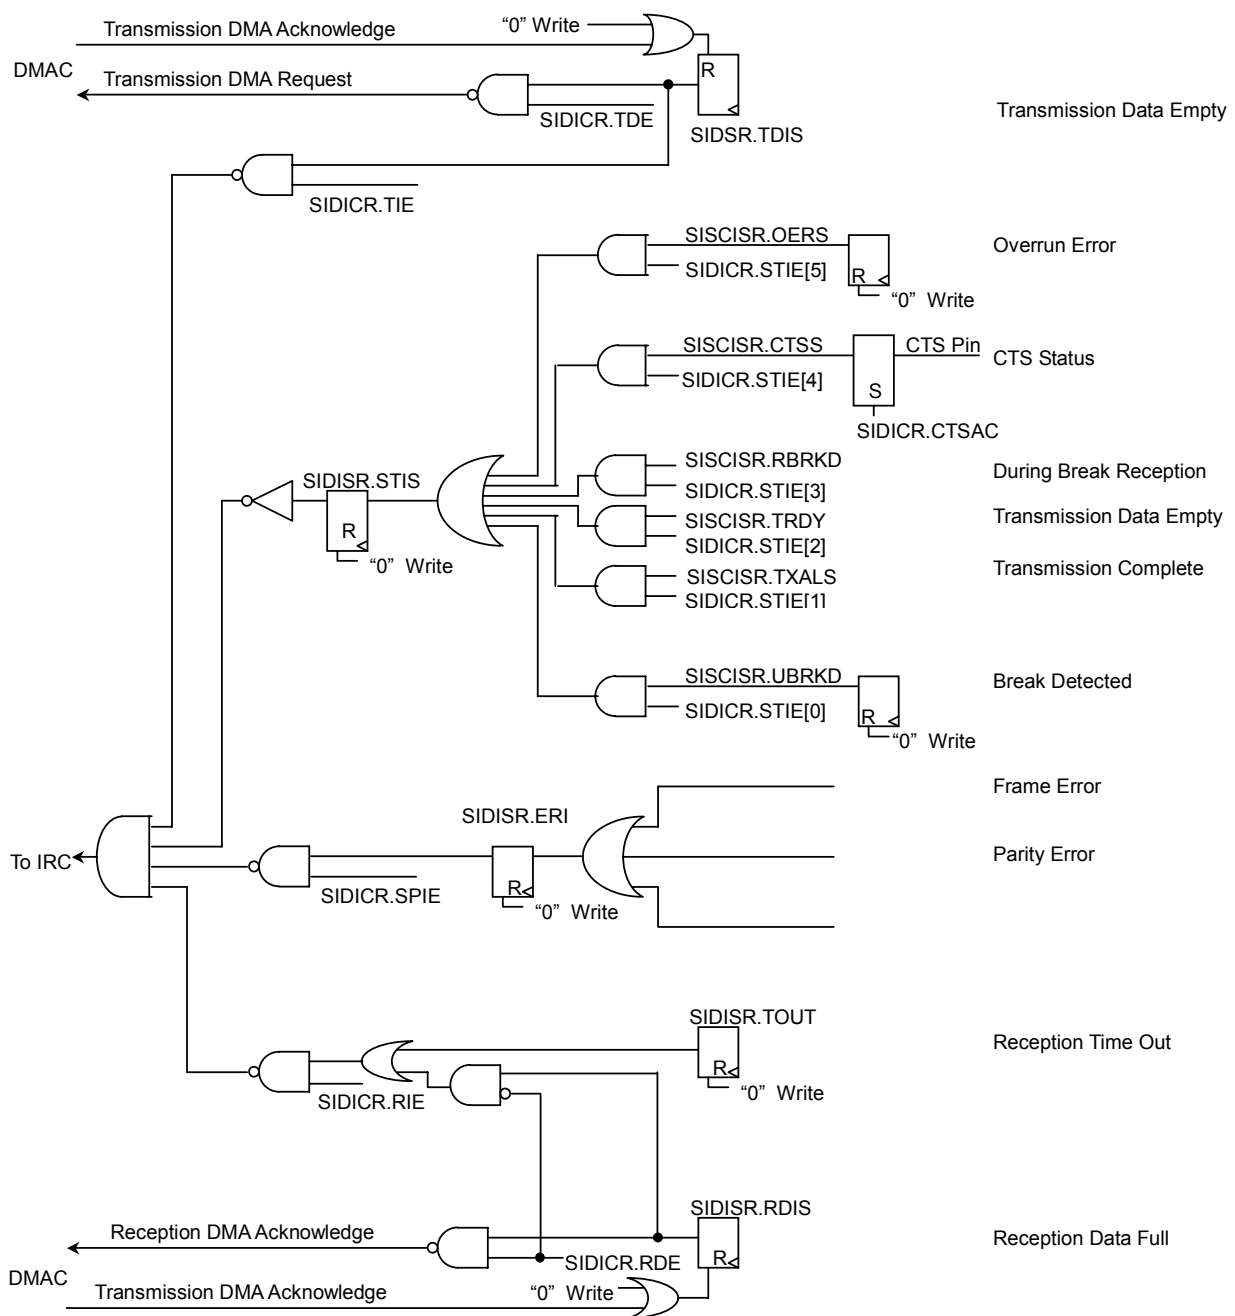 Transmission DMA Acknowledge
“0” Write
DMAC
Transmission DMA Request
R
SIDICR.TDE
SIDSR.TDIS
Transmission Data Empty
SIDICR.TIE
SISCISR.OERS
Overrun Error
SIDICR.STIE[5]
R
“0” Write
SISCISR.CTSS
CTS Pin
CTS Status
SIDICR.STIE[4]
S
SIDICR.CTSAC
SISCISR.RBRKD
During Break Reception
SIDISR.STIS
SIDICR.STIE[3]
SISCISR.TRDY
Transmission Data Empty
R
SIDICR.STIE[2]
“0” Write
SISCISR.TXALS
Transmission Complete
SIDICR.STIE[1]
SISCISR.UBRKD
Break Detected
SIDICR.STIE[0]
R
“0” Write
Frame Error
SIDISR.ERI
To IRC
Parity Error
R
SIDICR.SPIE
“0” Write
SIDISR.TOUT
Reception Time Out
R
“0” Write
SIDICR.RIE
SIDISR.RDIS
Reception DMA Acknowledge
Reception Data Full
R
SIDICR.RDE
DMAC
Transmission DMA Acknowledge
“0” Write